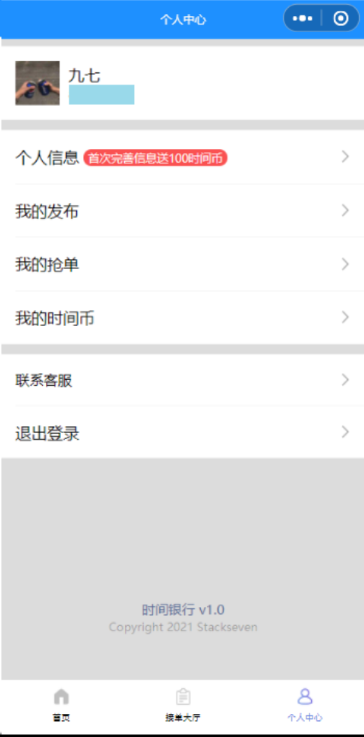 个人中心
九七
个人信息 首次完善信息送100时间币
我的发布
我的抢单
我的时间币
联系客服
退出登录
时间银行 v1.0
Copyright 2021 Stackseven
首页 接单大厅 个人中心